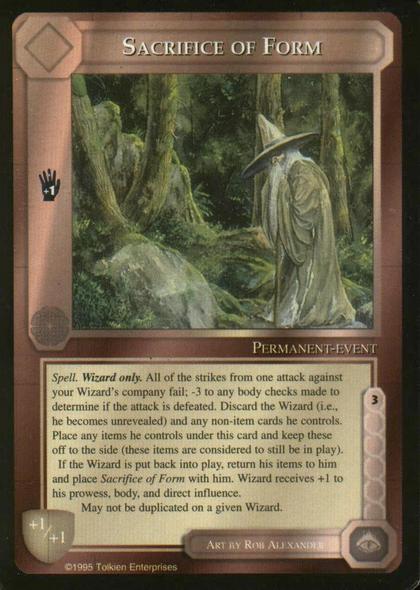 SACRIFICE OF FORM
+1
PERMANENT-EVENT
Spell. Wizard only. All of the strikes from one attack against
your Wizard's company fail; -3 to any body checks made to
determine if the attack is defeated. Discard the Wizard (i.e.,
he becomes unrevealed) and any non-item cards he controls.
Place any items he controls under this card and keep these
off to the side (these items are considered to still be in play).
If the Wizard is put back into play, return his items to him
and place Sacrifice of Form with him. Wizard receives +1 to
his prowess, body, and direct influence.
May not be duplicated on a given Wizard.
3
+1/+1
ART BY ROB ALEXANDER
©1995 Tolkien Enterprises